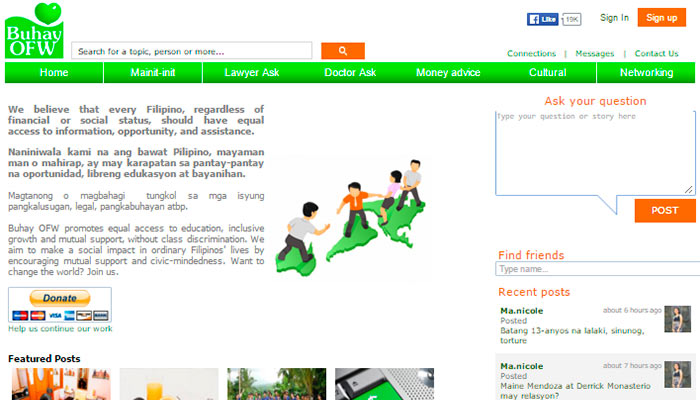 Buhay
OFW
Like
19K
Sign In
Sign up
Search for a topic, person or more...
Connections | Messages | Contact Us
Home
Mainit-init
Lawyer Ask
Doctor Ask
Money advice
Cultural
Networking
We believe that every Filipino, regardless of
financial or social status, should have equal
access to information, opportunity, and assistance.
Naniniwala kami na ang bawat Pilipino, mayaman
man o mahirap, ay may karapatan sa pantay-pantay
na oportunidad, libreng edukasyon at bayanihan.
Magtanong o magbahagi tungkol sa mga isyung
pangkalusugan, legal, pangkabuhayan atbp.
Buhay OFW promotes equal access to education, inclusive
growth and mutual support, without class discrimination. We
aim to make a social impact in ordinary Filipinos' lives by
encouraging mutual support and civic-mindedness. Want to
change the world? Join us.
Donate
VISA
Help us continue our work
Featured Posts
Ask your question
Type your question or story here
POST
Find friends
Type name...
Recent posts
Ma.nicole
about 6 hours ago
Posted
Batang 13-anyos na lalaki, sinunog,
torture
Ma.nicole
about 7 hours ago
Posted
Maine Mendoza at Derrick Monasterio
may relasyon?